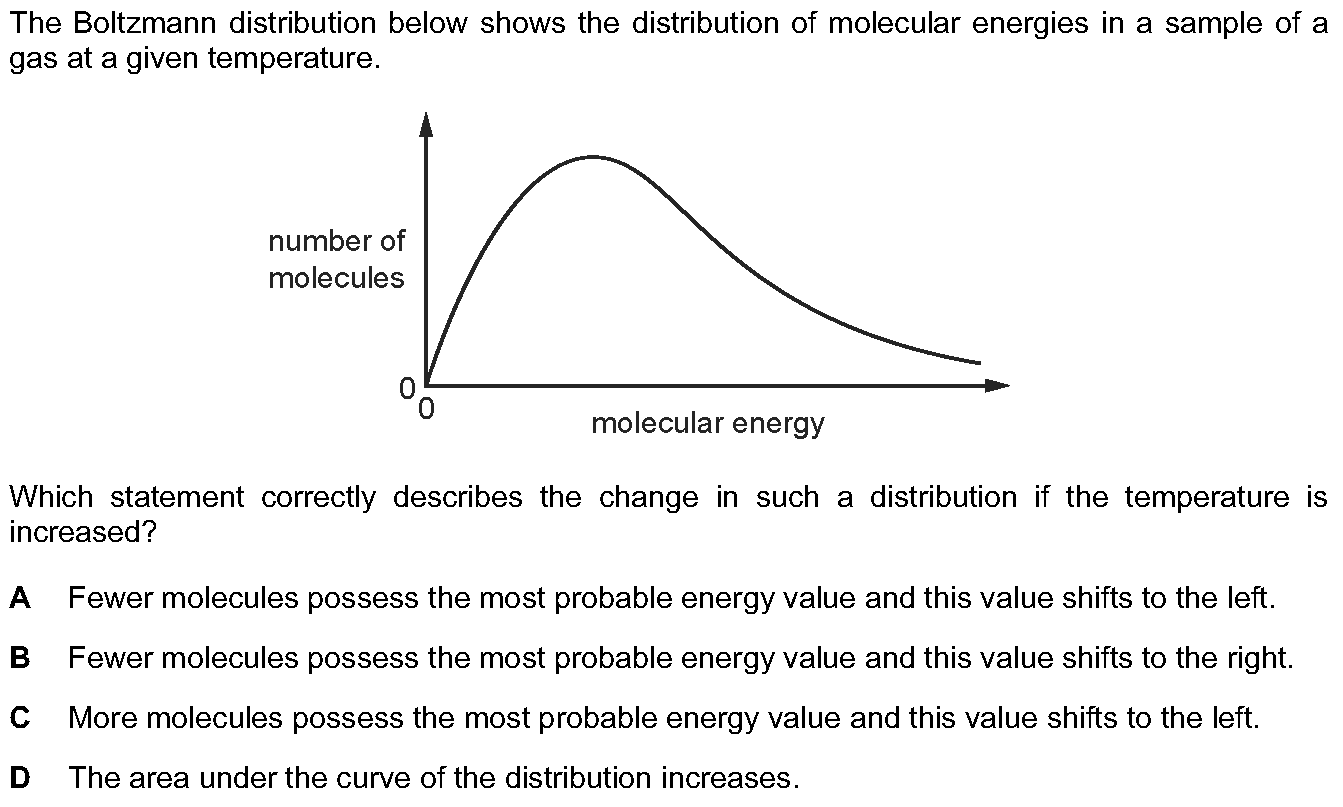 The Boltzmann distribution below shows the distribution of molecular energies in a sample of a
gas at a given temperature.
number of
molecules
0
0
molecular energy
Which statement correctly describes the change in such a distribution if the temperature is
increased?
A Fewer molecules possess the most probable energy value and this value shifts to the left.
B Fewer molecules possess the most probable energy value and this value shifts to the right.
C More molecules possess the most probable energy value and this value shifts to the left.
D The area under the curve of the distribution increases.